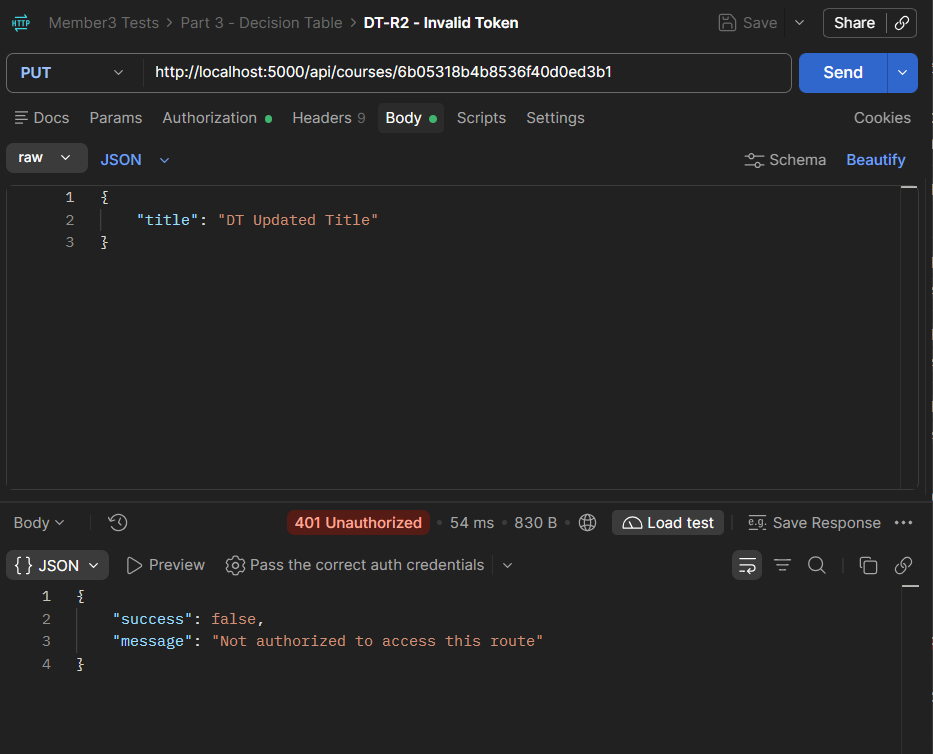 HTTP Member3 Tests > Part 3 - Decision Table > DT-R2 - Invalid Token Save Share
PUT http://localhost:5000/api/courses/6b05318b4b8536f40d0ed3b1 Send
Docs Params Authorization Headers 9 Body Scripts Settings Cookies
raw JSON Schema Beautify
1 {
2 "title": "DT Updated Title"
3 }
Body 401 Unauthorized • 54 ms • 830 B • Load test e.g. Save Response
{} JSON Preview Pass the correct auth credentials
1 {
2 "success": false,
3 "message": "Not authorized to access this route"
4 }